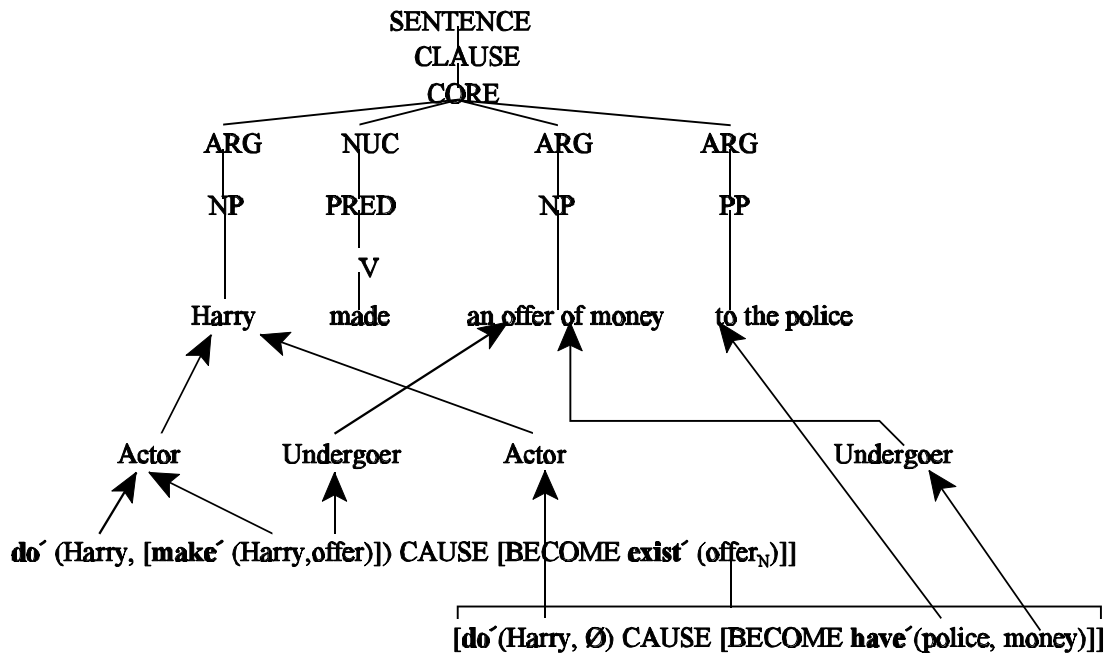 SENTENCE
CLAUSE
CORE
ARG NUC ARG ARG
NP PRED NP PP
V
Harry made an offer of money to the police
Actor Undergoer Actor Undergoer
do´ (Harry, [make´ (Harry,offer)]) CAUSE [BECOME exist´ (offerN)]]
[do´(Harry, Ø) CAUSE [BECOME have´(police, money)]]